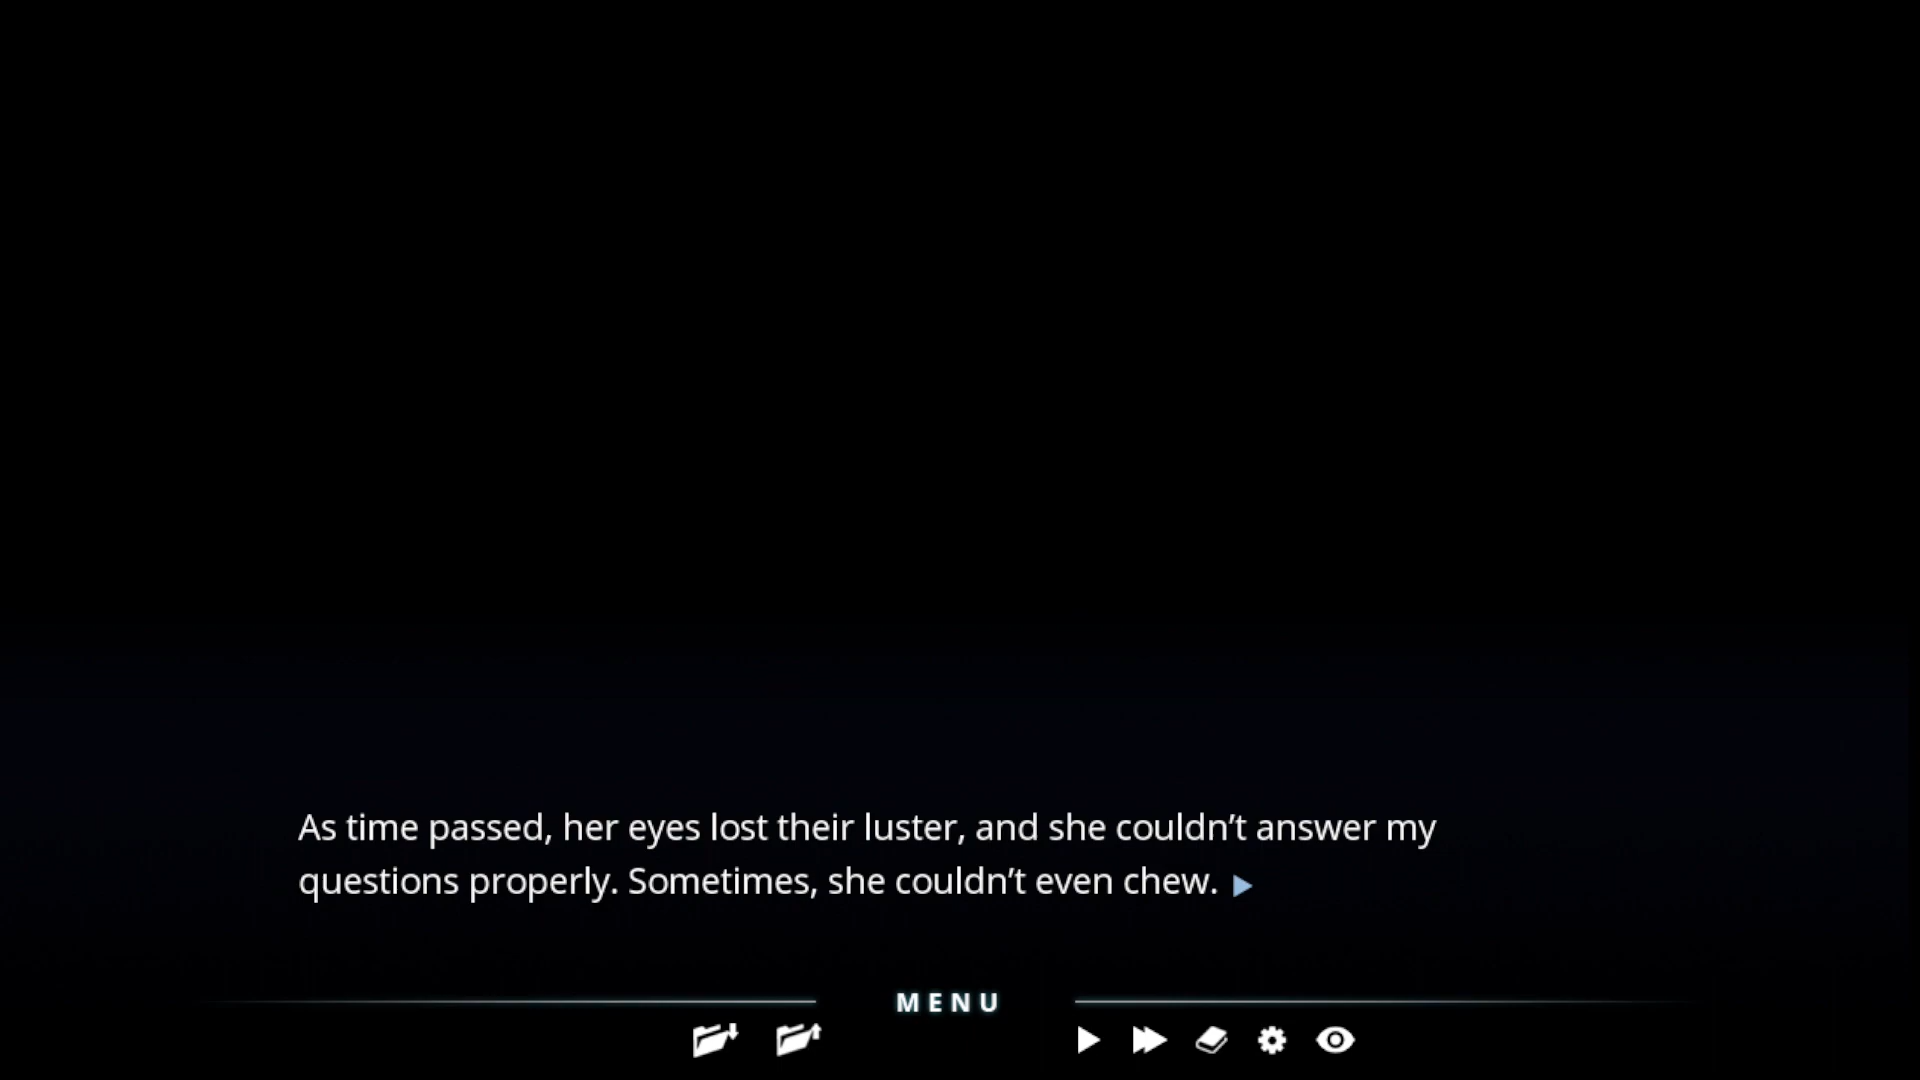 As time passed, her eyes lost their luster, and she couldn’t answer my
questions properly. Sometimes, she couldn’t even chew.
MENU